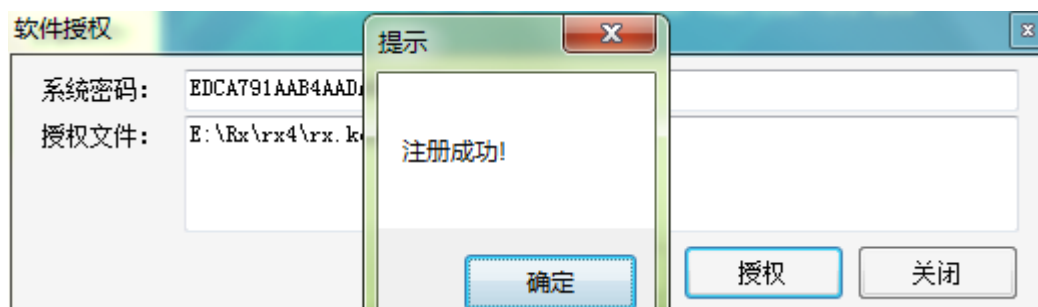 软件授权
提示
系统密码：
EDCA791AAB4AAD
授权文件：
E:\Rx\rx4\rx.k
注册成功!
确定
授权
关闭